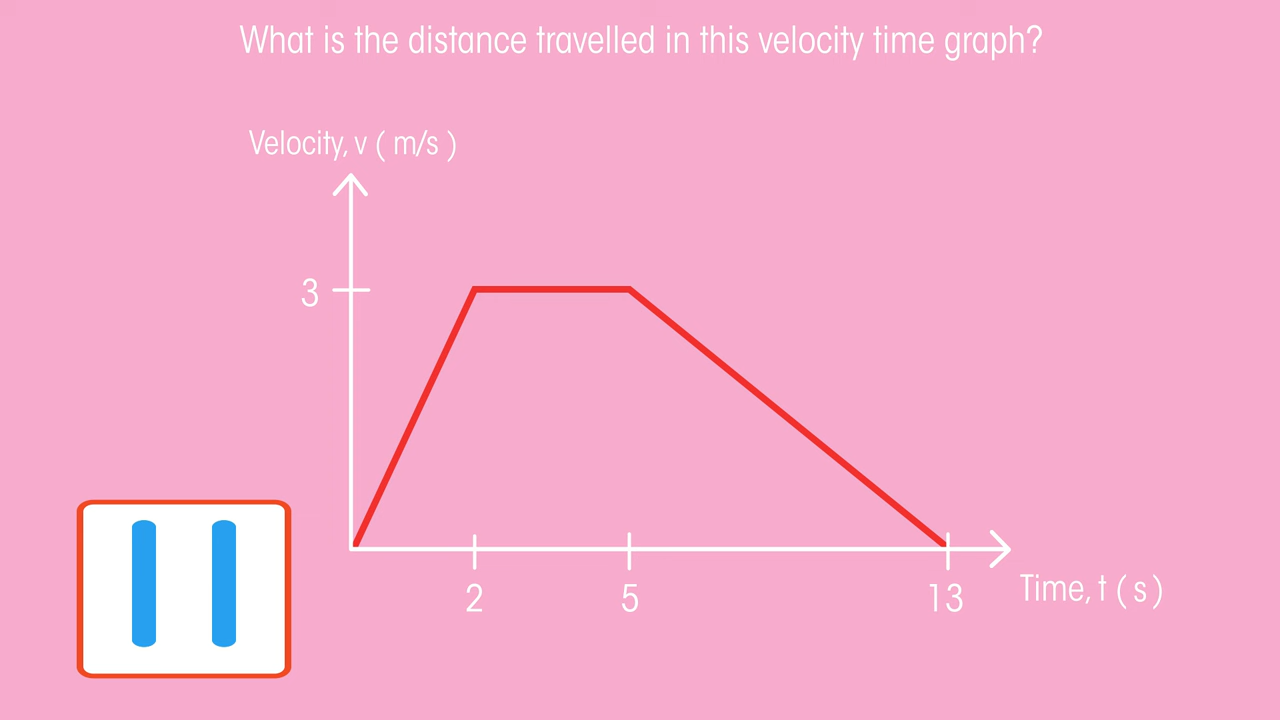 What is the distance travelled in this velocity time graph?
Velocity, v ( m/s )
3
2 5 13
Time, t ( s )